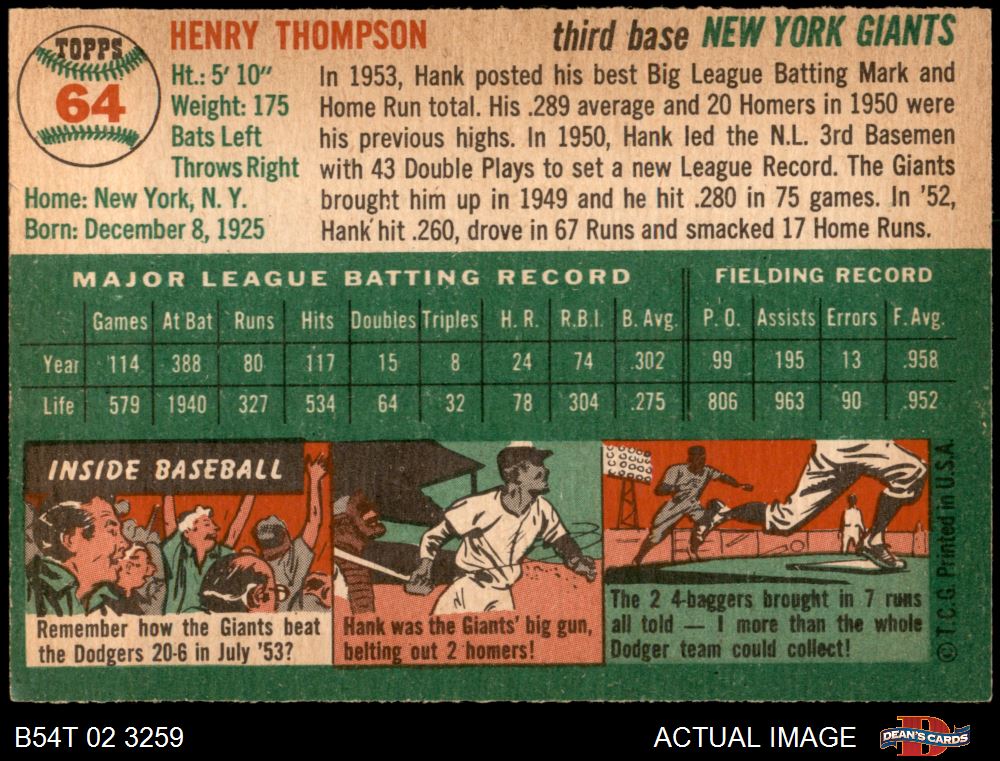 TOPPS
64
HENRY THOMPSON
third base NEW YORK GIANTS
Ht.: 5' 10"
Weight: 175
Bats Left
Throws Right
Home: New York, N. Y.
Born: December 8, 1925
In 1953, Hank posted his best Big League Batting Mark and
Home Run total. His .289 average and 20 Homers in 1950 were
his previous highs. In 1950, Hank led the N.L. 3rd Basemen
with 43 Double Plays to set a new League Record. The Giants
brought him up in 1949 and he hit .280 in 75 games. In '52,
Hank hit .260, drove in 67 Runs and smacked 17 Home Runs.
MAJOR LEAGUE BATTING RECORD FIELDING RECORD
Games At Bat Runs Hits Doubles Triples H. R. R.B.I. B. Avg. P. O. Assists Errors F. Avg.
Year 114 388 80 117 15 8 24 74 .302 99 195 13 .958
Life 579 1940 327 534 64 32 78 304 .275 806 963 90 .952
INSIDE BASEBALL
Remember how the Giants beat
the Dodgers 20-6 in July '53?
Hank was the Giants' big gun,
belting out 2 homers!
The 2 4-baggers brought in 7 runs
all told — 1 more than the whole
Dodger team could collect!
© T.C.G. Printed in U.S.A.
B54T 02 3259
ACTUAL IMAGE
DEAN'S CARDS